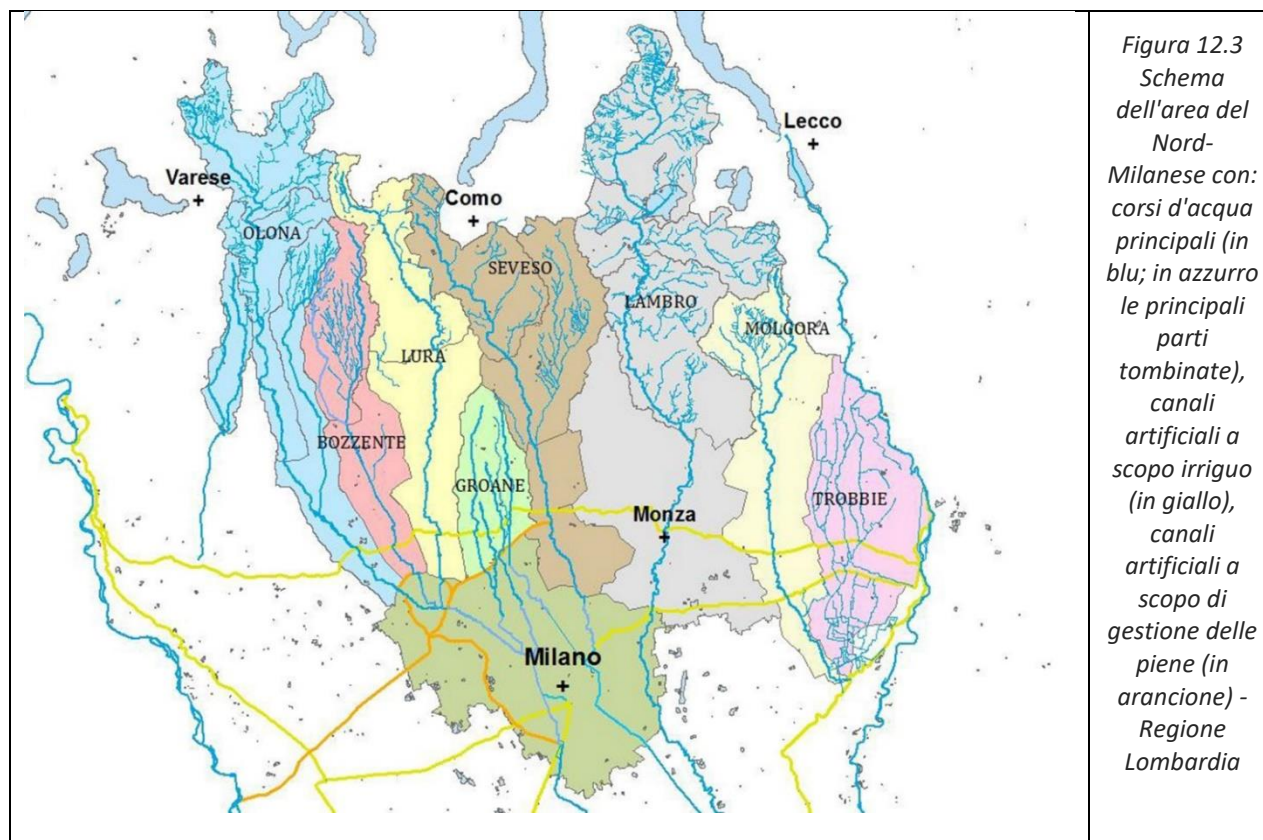 Lecco
Varese
Como
OLONA
SEVESO
LAMBRO
MOLGORA
LURA
BOZZENTE
GROANE
TROBBIE
Monza
Milano
Figura 12.3
Schema
dell'area del
Nord-
Milanese con:
corsi d'acqua
principali (in
blu; in azzurro
le principali
parti
tombinate),
canali
artificiali a
scopo irriguo
(in giallo),
canali
artificiali a
scopo di
gestione delle
piene (in
arancione) -
Regione
Lombardia